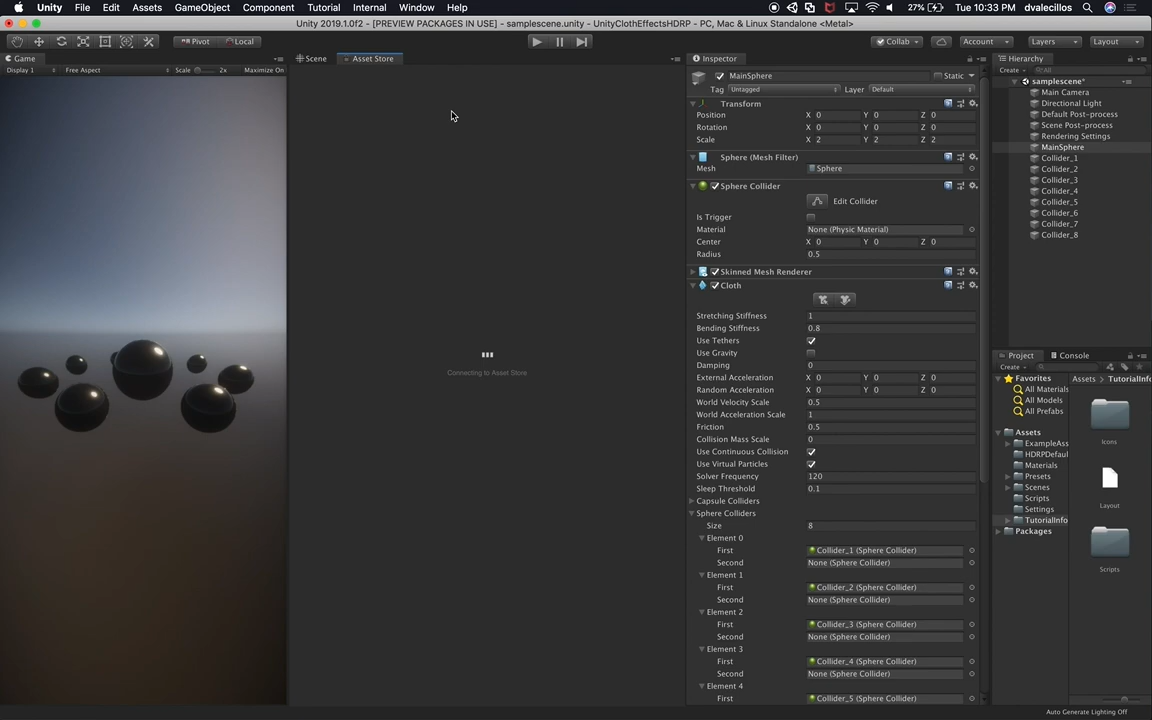 Unity File Edit Assets GameObject Component Tutorial Internal Window Help 27% Tue 10:33 PM dvalecillos
Unity 2019.1.0f2 - [PREVIEW PACKAGES IN USE] - samplescene.unity - UnityClothEffectsHDRP - PC, Mac & Linux Standalone <Metal>
Pivot Local Collab Account Layers Layout
Game Scene Asset Store Inspector Hierarchy
Display 1 Free Aspect Scale 2x Maximize On
Connecting to Asset Store
MainSphere Static
Tag Untagged Layer Default
Transform
Position X 0 Y 0 Z 0
Rotation X 0 Y 0 Z 0
Scale X 2 Y 2 Z 2
Sphere (Mesh Filter)
Mesh Sphere
Sphere Collider
Edit Collider
Is Trigger
Material None (Physic Material)
Center X 0 Y 0 Z 0
Radius 0.5
Skinned Mesh Renderer
Cloth
Stretching Stiffness 1
Bending Stiffness 0.8
Use Tethers
Use Gravity
Damping 0
External Acceleration X 0 Y 0 Z 0
Random Acceleration X 0 Y 0 Z 0
World Velocity Scale 0.5
World Acceleration Scale 1
Friction 0.5
Collision Mass Scale 0
Use Continuous Collision
Use Virtual Particles
Solver Frequency 120
Sleep Threshold 0.1
Capsule Colliders
Sphere Colliders
Size 8
Element 0
First Collider_1 (Sphere Collider)
Second None (Sphere Collider)
Element 1
First Collider_2 (Sphere Collider)
Second None (Sphere Collider)
Element 2
First Collider_3 (Sphere Collider)
Second None (Sphere Collider)
Element 3
First Collider_4 (Sphere Collider)
Second None (Sphere Collider)
Element 4
First Collider_5 (Sphere Collider)
Create All
samplescene*
Main Camera
Directional Light
Default Post-process
Scene Post-process
Rendering Settings
MainSphere
Collider_1
Collider_2
Collider_3
Collider_4
Collider_5
Collider_6
Collider_7
Collider_8
Project Console
Create
Favorites
All Materials
All Models
All Prefabs
Assets
ExampleAss
HDRPDefaul
Materials
Presets
Scenes
Scripts
Settings
TutorialInfo
Packages
Assets TutorialInfo
Icons
Layout
Scripts
Auto Generate Lighting Off